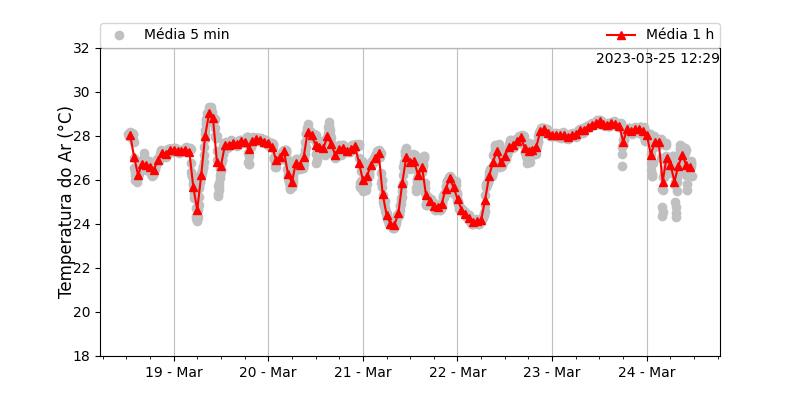 Média 5 min
Média 1 h
2023-03-25 12:29
Temperatura do Ar (°C)
32
30
28
26
24
22
20
18
19 - Mar
20 - Mar
21 - Mar
22 - Mar
23 - Mar
24 - Mar